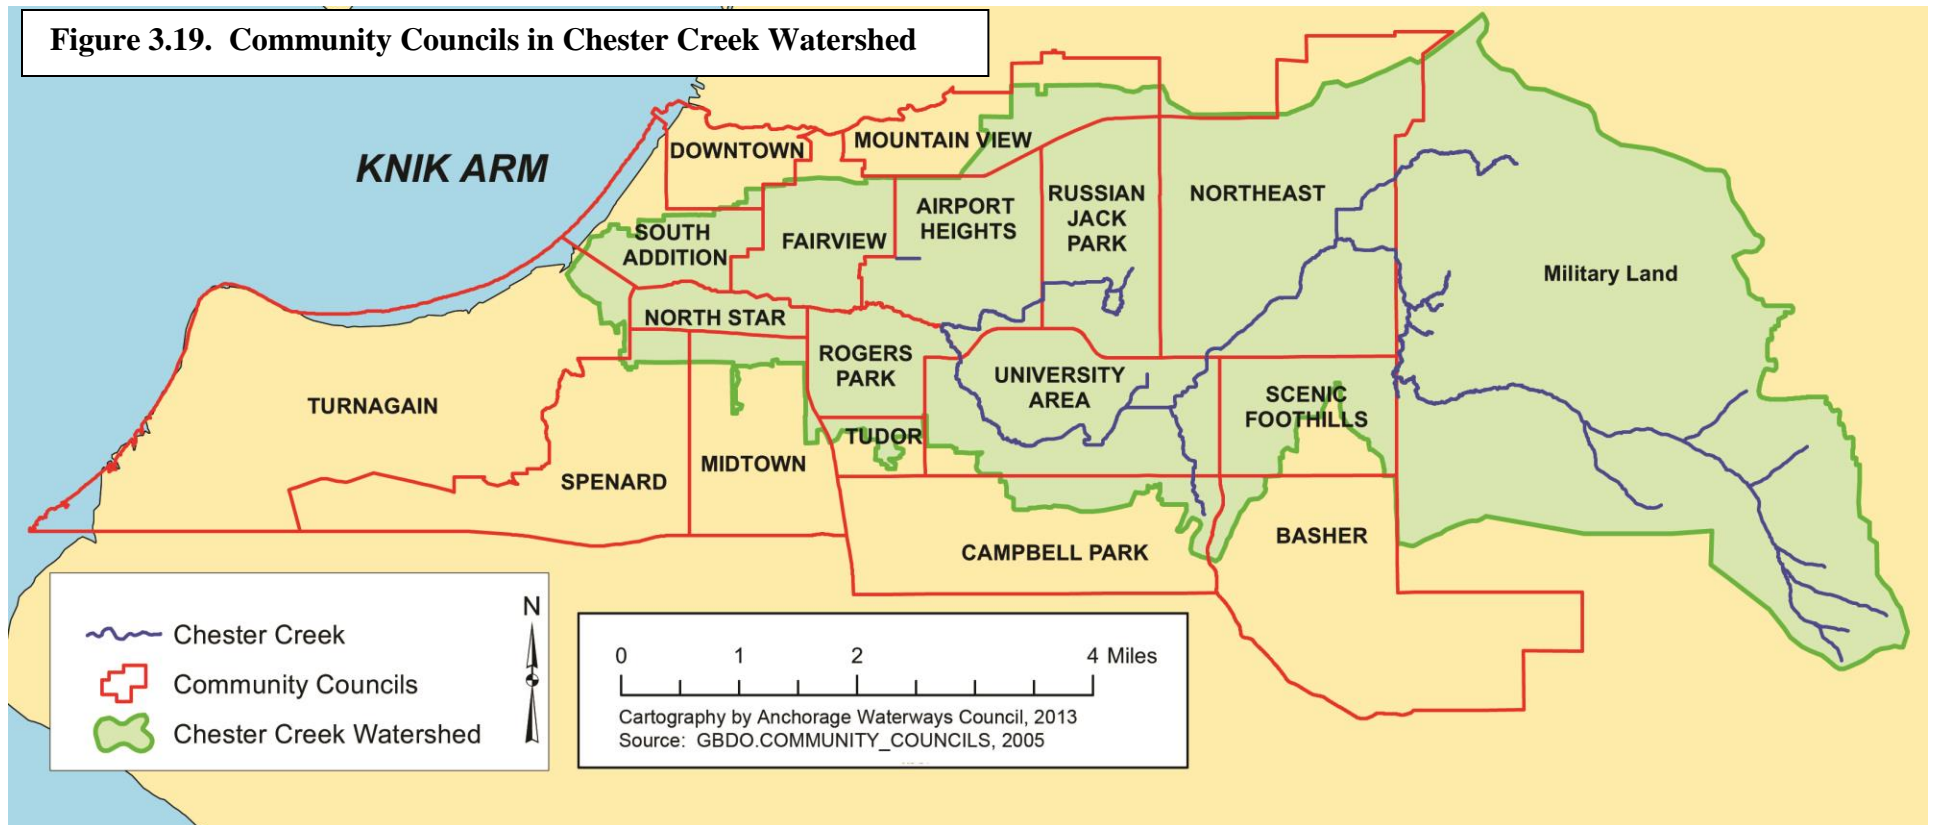 Figure 3.19.  Community Councils in Chester Creek Watershed
KNIK ARM
DOWNTOWN
MOUNTAIN VIEW
SOUTH
ADDITION
FAIRVIEW
AIRPORT
HEIGHTS
RUSSIAN
JACK
PARK
NORTHEAST
Military Land
NORTH STAR
ROGERS
PARK
UNIVERSITY
AREA
SCENIC
FOOTHILLS
TURNAGAIN
TUDOR
SPENARD
MIDTOWN
CAMPBELL PARK
BASHER
N
Chester Creek
Community Councils
Chester Creek Watershed
0 1 2 4 Miles
Cartography by Anchorage Waterways Council, 2013
Source:  GBDO.COMMUNITY_COUNCILS, 2005